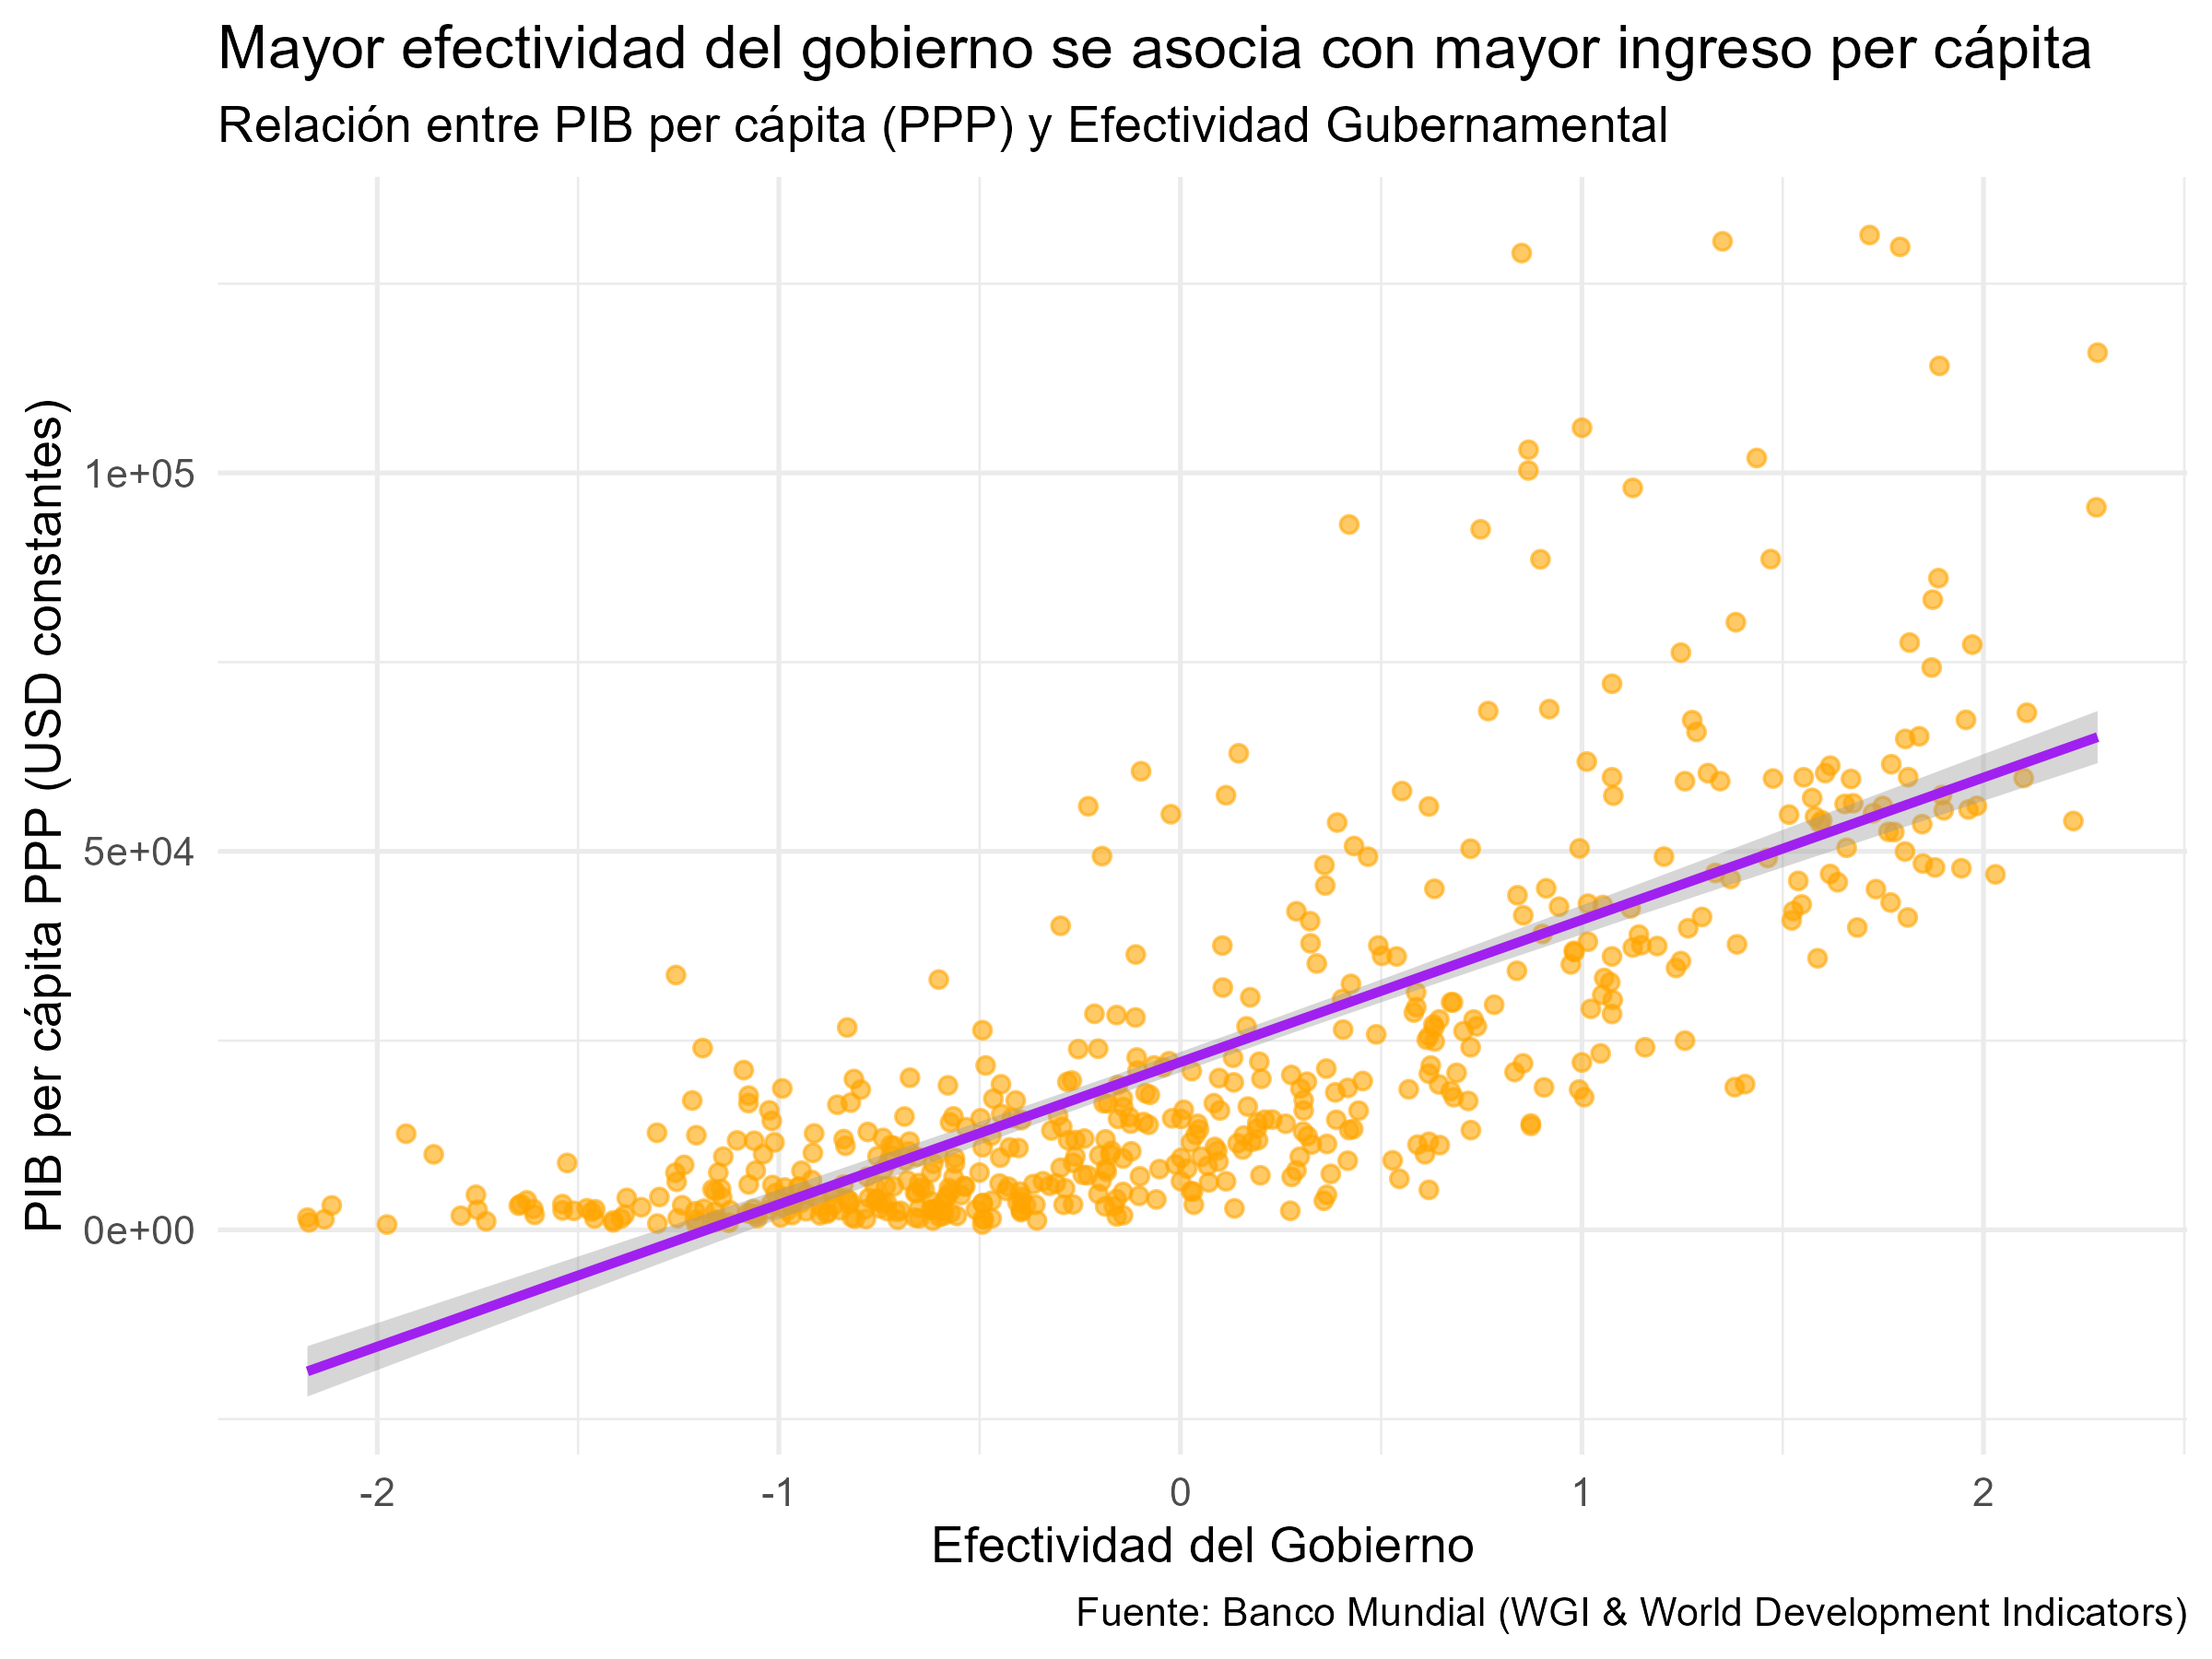 Mayor efectividad del gobierno se asocia con mayor ingreso per cápita
Relación entre PIB per cápita (PPP) y Efectividad Gubernamental
PIB per cápita PPP (USD constantes)
1e+05
5e+04
0e+00
-2
-1
0
1
2
Efectividad del Gobierno
Fuente: Banco Mundial (WGI & World Development Indicators)